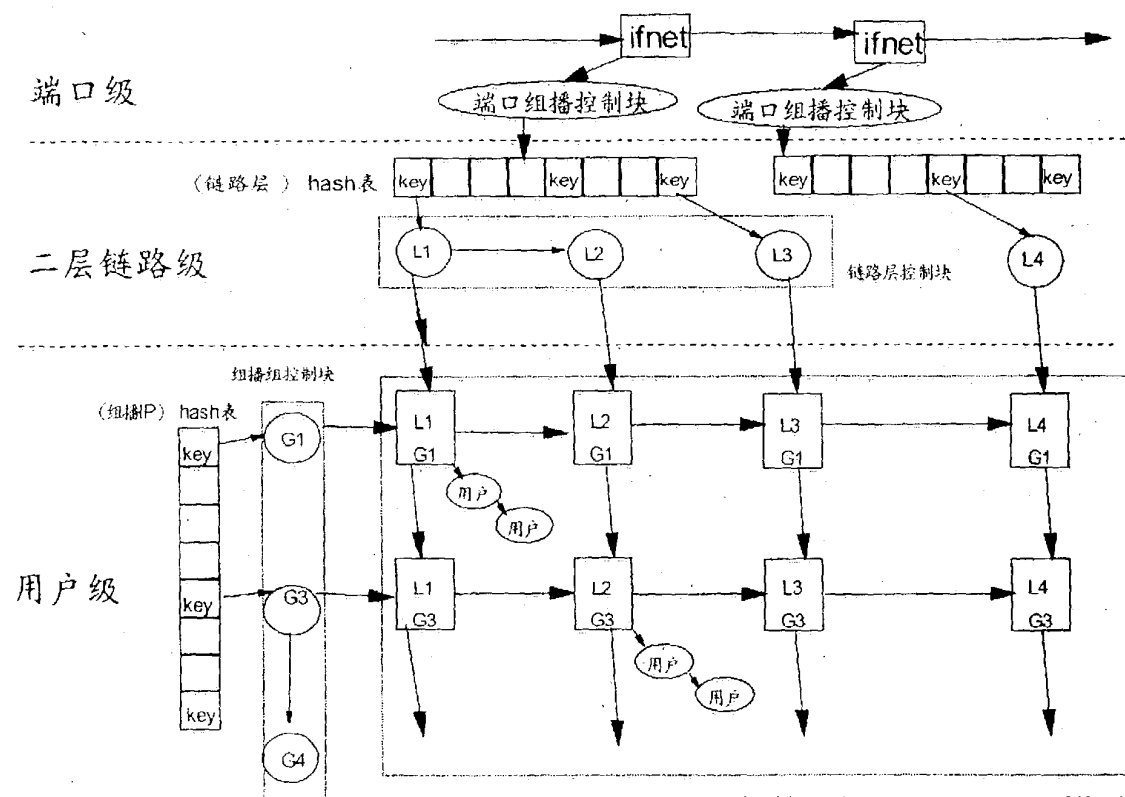 ifnet
ifnet
端口级
端口组播控制块
端口组播控制块
（链路层） hash表
key
key
key
key
key
key
L1
L2
L3
L4
二层链路级
链路层控制块
组播组控制块
（组播IP） hash表
key
G1
L1
G1
L2
G1
L3
G1
L4
G1
用户
用户
用户级
key
G3
L1
G3
L2
G3
L3
G3
L4
G3
用户
用户
key
G4